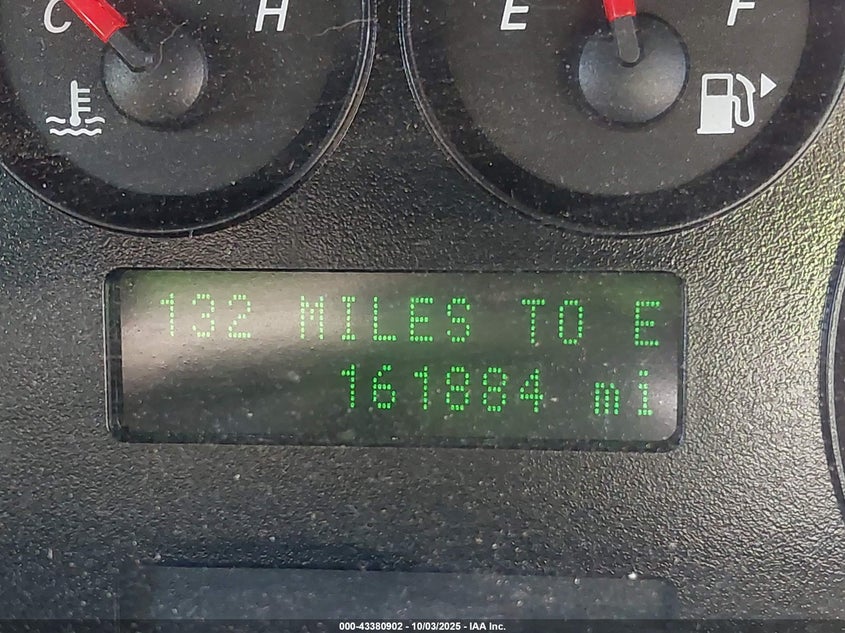 C H E F
132 MILES TO E
161884 mi
000-43380902 - 10/03/2025 - IAA Inc.